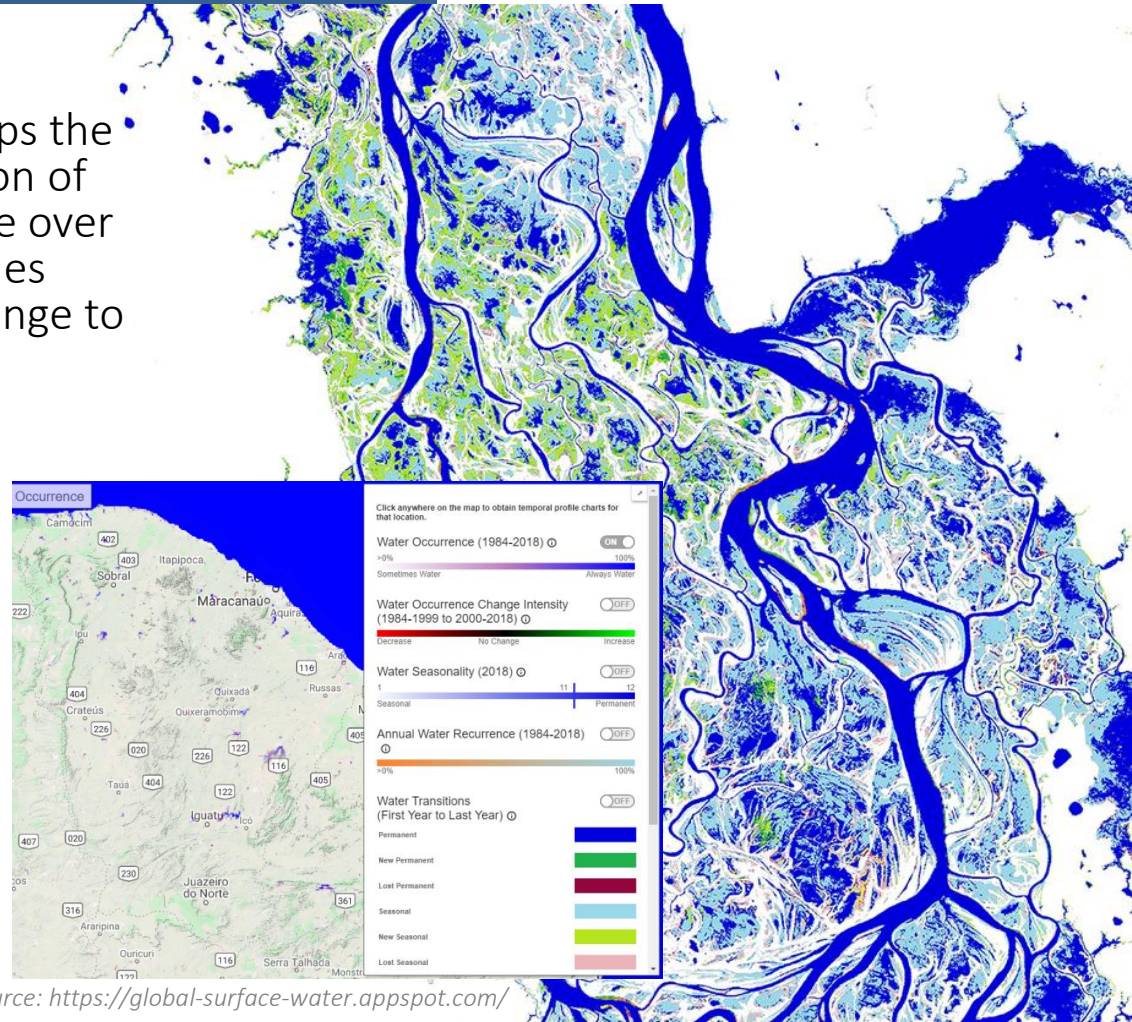 ps the
on of
e over
es
nge to
Occurrence
Camocim
402
403
Itapipoca
Sobral
Maracanaú
Aquira
222
Ipu
116
Russas
Quixadá
404
Crateús
Quixeramobim
226
405
020
226
122
116
Tauá
404
405
122
Iguatu
Icó
407
020
230
Juazeiro
do Norte
361
316
Araripina
Ouricuri
116
Serra Talhada
Monstr
122
Click anywhere on the map to obtain temporal profile charts for
that location.
Water Occurrence (1984-2018)
ON
>0%
100%
Sometimes Water
Always Water
Water Occurrence Change Intensity
(1984-1999 to 2000-2018)
OFF
Decrease
No Change
Increase
Water Seasonality (2018)
OFF
1
11
12
Seasonal
Permanent
Annual Water Recurrence (1984-2018)
OFF
>0%
100%
Water Transitions
(First Year to Last Year)
OFF
Permanent
New Permanent
Lost Permanent
Seasonal
New Seasonal
Lost Seasonal
rce: https://global-surface-water.appspot.com/